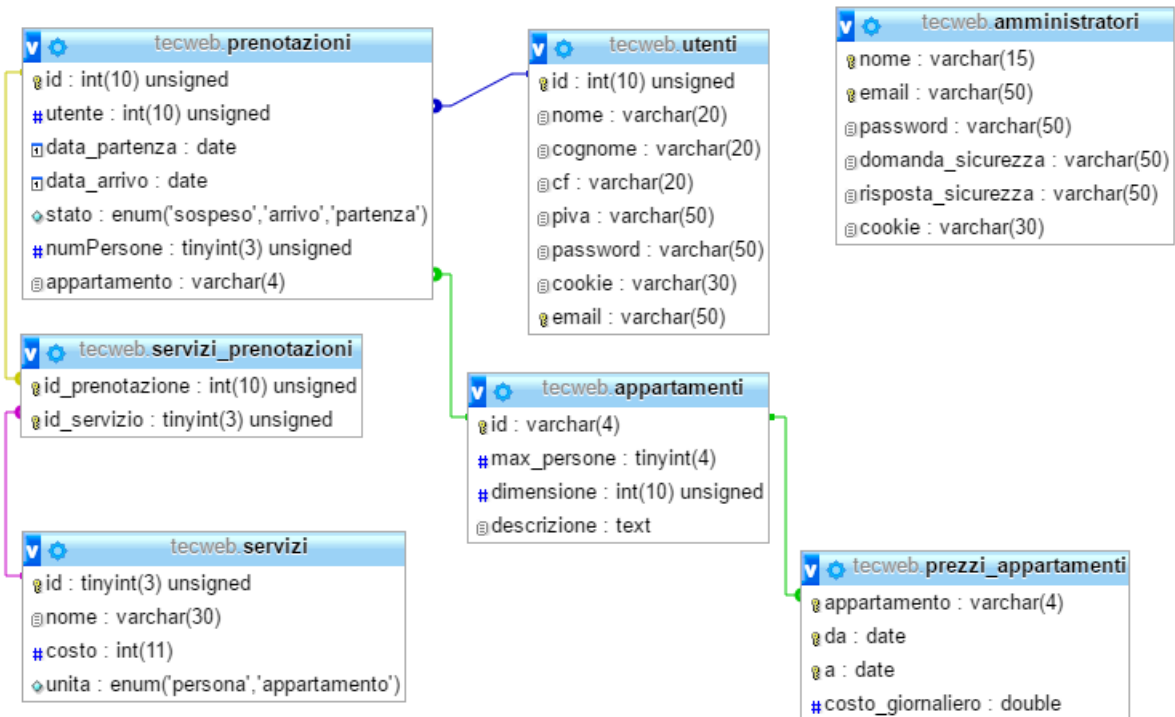 tecweb.prenotazioni
id : int(10) unsigned
utente : int(10) unsigned
data_partenza : date
data_arrivo : date
stato : enum('sospeso','arrivo','partenza')
numPersone : tinyint(3) unsigned
appartamento : varchar(4)
tecweb.utenti
id : int(10) unsigned
nome : varchar(20)
cognome : varchar(20)
cf : varchar(20)
piva : varchar(50)
password : varchar(50)
cookie : varchar(30)
email : varchar(50)
tecweb.amministratori
nome : varchar(15)
email : varchar(50)
password : varchar(50)
domanda_sicurezza : varchar(50)
risposta_sicurezza : varchar(50)
cookie : varchar(30)
tecweb.servizi_prenotazioni
id_prenotazione : int(10) unsigned
id_servizio : tinyint(3) unsigned
tecweb.appartamenti
id : varchar(4)
max_persone : tinyint(4)
dimensione : int(10) unsigned
descrizione : text
tecweb.servizi
id : tinyint(3) unsigned
nome : varchar(30)
costo : int(11)
unita : enum('persona','appartamento')
tecweb.prezzi_appartamenti
appartamento : varchar(4)
da : date
a : date
costo_giornaliero : double